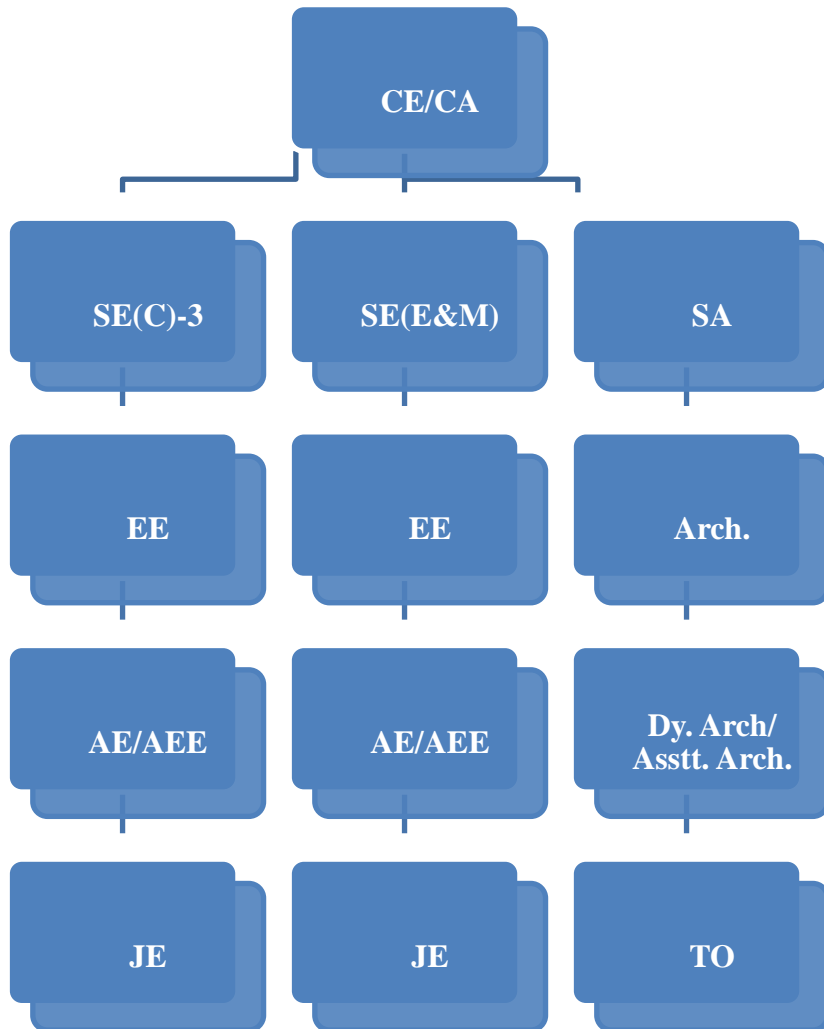 CE/CA
SE(C)-3
SE(E&M)
SA
EE
EE
Arch.
AE/AEE
AE/AEE
Dy. Arch/
Asstt. Arch.
JE
JE
TO